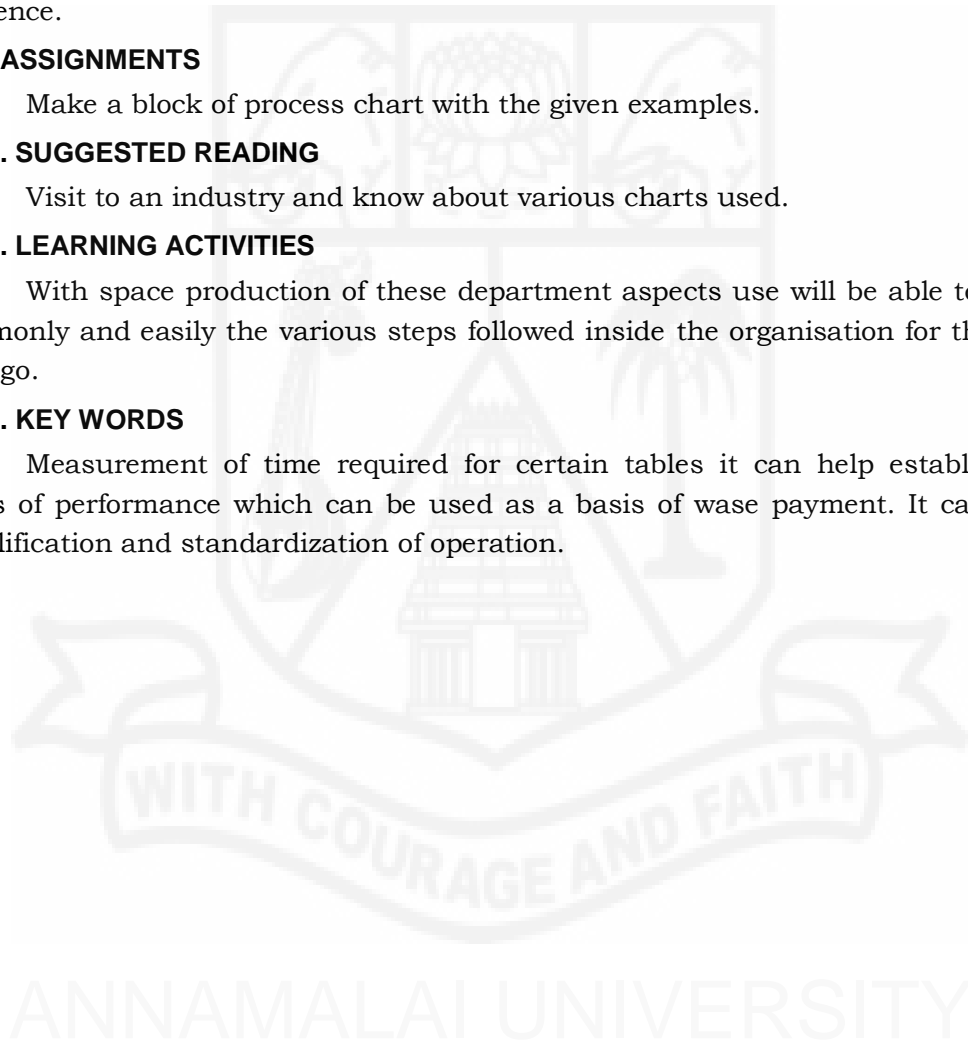 ence.
ASSIGNMENTS
Make a block of process chart with the given examples.
. SUGGESTED READING
Visit to an industry and know about various charts used.
. LEARNING ACTIVITIES
With space production of these department aspects use will be able to
monly and easily the various steps followed inside the organisation for th
go.
. KEY WORDS
Measurement of time required for certain tables it can help establ
s of performance which can be used as a basis of wase payment. It ca
lification and standardization of operation.
WITH COURAGE AND FAITH
ANNAMALAI UNIVERSITY